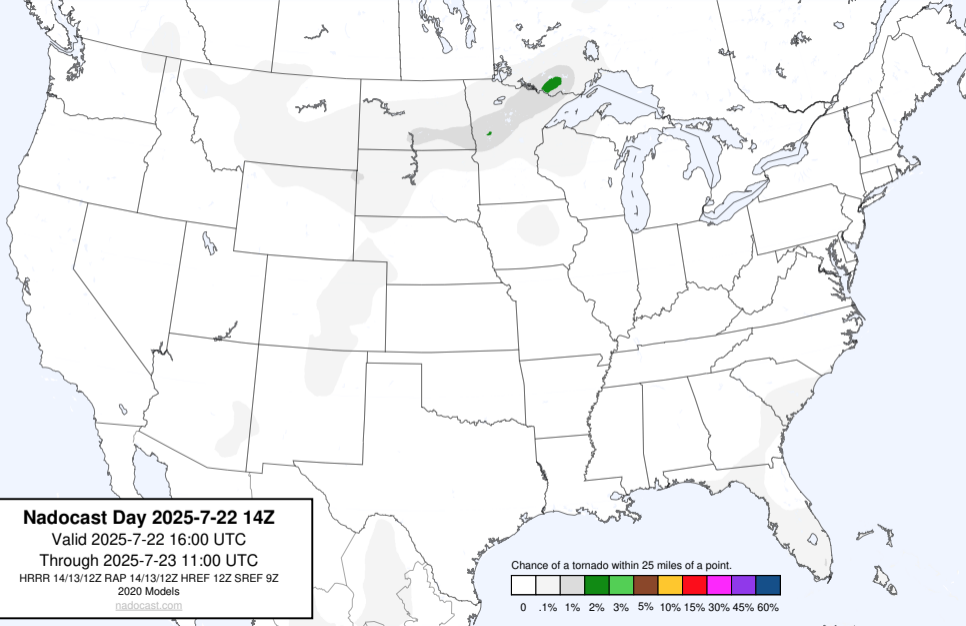 Nadocast Day 2025-7-22 14Z
Valid 2025-7-22 16:00 UTC
Through 2025-7-23 11:00 UTC
HRRR 14/13/12Z RAP 14/13/12Z HREF 12Z SREF 9Z
2020 Models
nadocast.com
Chance of a tornado within 25 miles of a point.
0 .1% 1% 2% 3% 5% 10% 15% 30% 45% 60%